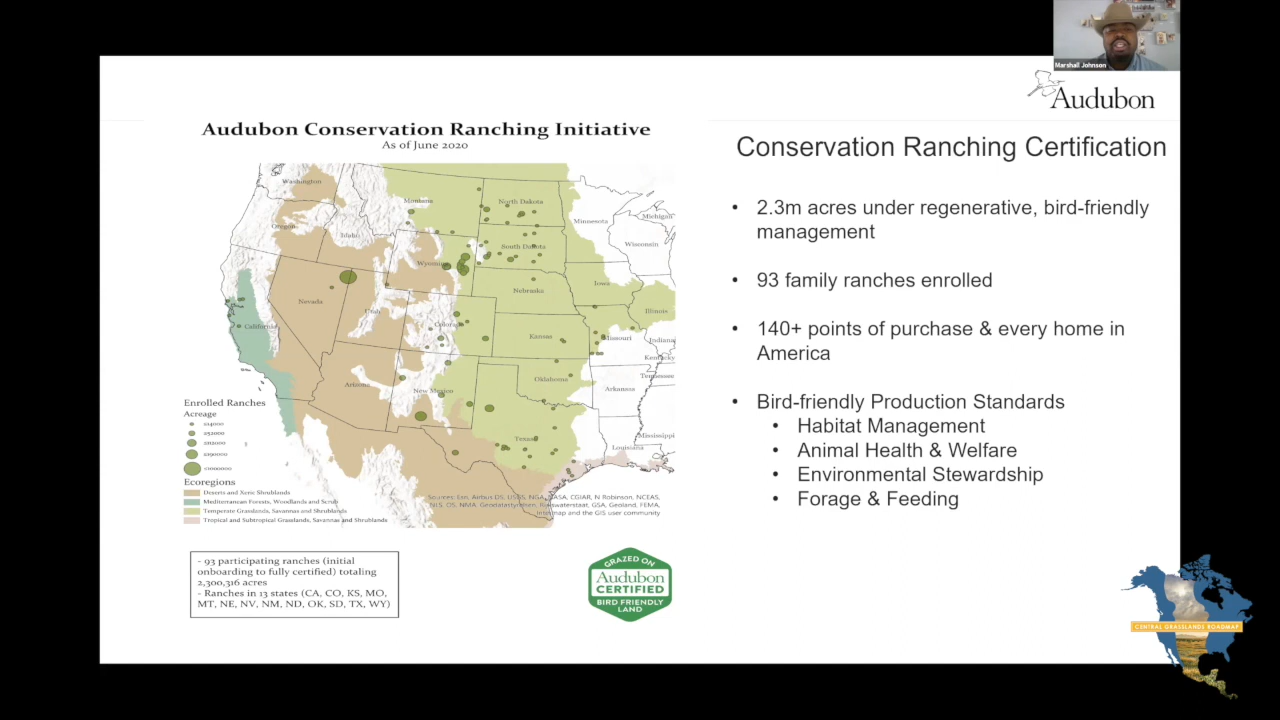 Marshall Johnson
Audubon
Audubon Conservation Ranching Initiative
As of June 2020
Washington
Montana
North Dakota
Minnesota
Michigan
Oregon
Idaho
South Dakota
Wisconsin
Wyoming
Nebraska
Iowa
Illinois
Nevada
Utah
Colorado
California
Kansas
Missouri
Indiana
Kentucky
Tennessee
Arizona
New Mexico
Oklahoma
Arkansas
Texas
Mississippi
Louisiana
Enrolled Ranches
Acreage
Ecoregions
Deserts and Xeric Shrublands
Mediterranean Forests, Woodlands and Scrub
Temperate Grasslands, Savannas and Shrublands
Tropical and Subtropical Grasslands, Savannas and Shrublands
Sources: Esri, Airbus DS, USGS, NGA, NASA, CGIAR, N Robinson, NCEAS,
NLS, OS, NMA, Geodatastyrelsen, Rijkswaterstaat, GSA, Geoland, FEMA,
Intermap and the GIS user community
- 93 participating ranches (initial
onboarding to fully certified) totaling
2,300,316 acres
- Ranches in 13 states (CA, CO, KS, MO,
MT, NE, NV, NM, ND, OK, SD, TX, WY)
GRAZED ON
Audubon
CERTIFIED
BIRD FRIENDLY
LAND
Conservation Ranching Certification
• 2.3m acres under regenerative, bird-friendly
management
• 93 family ranches enrolled
• 140+ points of purchase & every home in
America
• Bird-friendly Production Standards
• Habitat Management
• Animal Health & Welfare
• Environmental Stewardship
• Forage & Feeding
CENTRAL GRASSLANDS ROADMAP